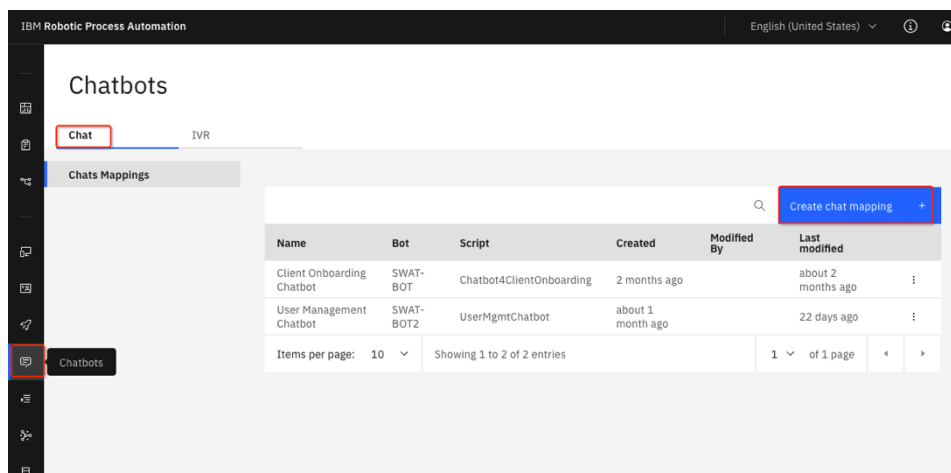 IBM Robotic Process Automation
English (United States)
Chatbots
Chat IVR
Chats Mappings
Create chat mapping +
Name Bot Script Created Modified By Last modified
Client Onboarding Chatbot SWAT-BOT Chatbot4ClientOnboarding 2 months ago about 2 months ago
User Management Chatbot SWAT-BOT2 UserMgmtChatbot about 1 month ago 22 days ago
Items per page: 10 Showing 1 to 2 of 2 entries 1 of 1 page
Chatbots